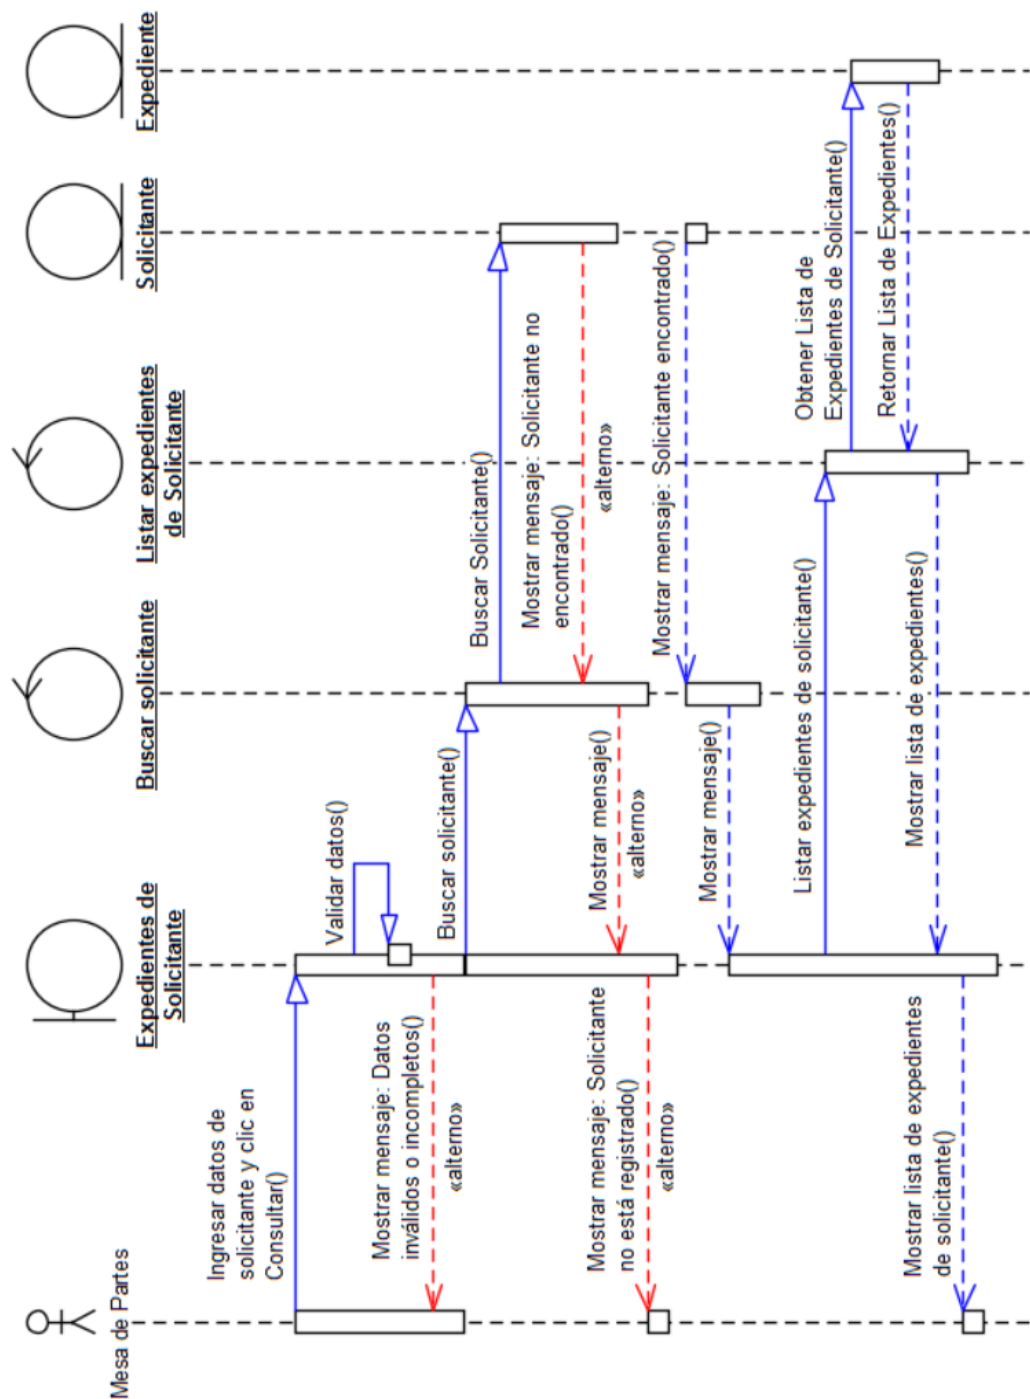 Mesa de Partes
Expedientes de
Solicitante
Buscar solicitante
Listar expedientes
de Solicitante
Solicitante
Expediente
Ingresar datos de
solicitante y clic en
Consultar()
Validar datos()
Mostrar mensaje: Datos
inválidos o incompletos()
«alterno»
Buscar solicitante()
Buscar Solicitante()
Mostrar mensaje: Solicitante no
encontrado()
«alterno»
Mostrar mensaje()
«alterno»
Mostrar mensaje: Solicitante
no está registrado()
«alterno»
Mostrar mensaje: Solicitante encontrado()
Mostrar mensaje()
Listar expedientes de solicitante()
Obtener Lista de
Expedientes de Solicitante()
Retornar Lista de Expedientes()
Mostrar lista de expedientes()
Mostrar lista de expedientes
de solicitante()